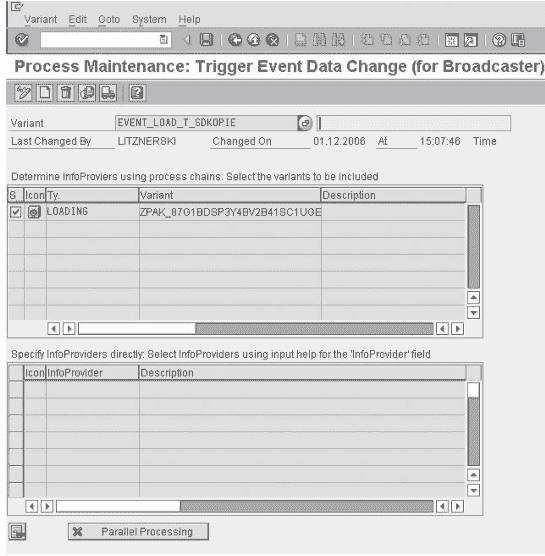 Variant Edit Goto System Help
Process Maintenance: Trigger Event Data Change (for Broadcaster)
Variant EVENT_LOAD_T_SDKOPIE
Last Changed By LITZNERSKI Changed On 01.12.2006 At 15:07:46 Time
Determine InfoProviers using process chains: Select the variants to be included
S.. Icon Ty. Variant Description
LOADING ZPAK_87G1BDSP3Y4BV2B41SC1UGE
Specify InfoProviders directly: Select InfoProviders using input help for the 'InfoProvider' field
Icon InfoProvider Description
Parallel Processing